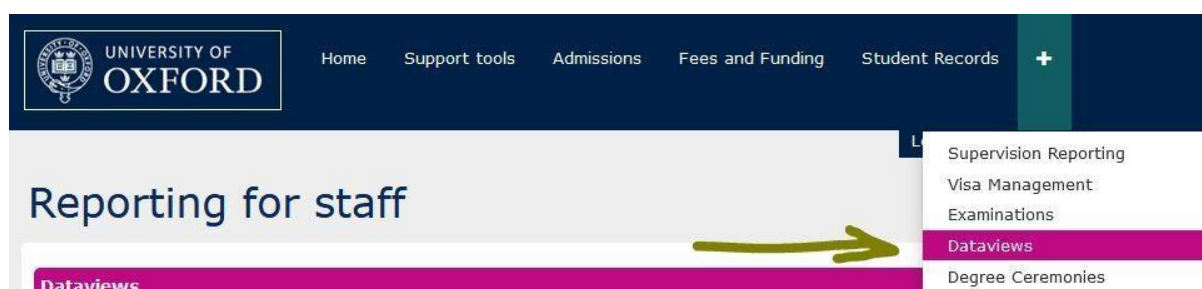 UNIVERSITY OF
OXFORD
Home Support tools Admissions Fees and Funding Student Records +
Supervision Reporting
Visa Management
Examinations
Dataviews
Degree Ceremonies
Reporting for staff
Dataviews